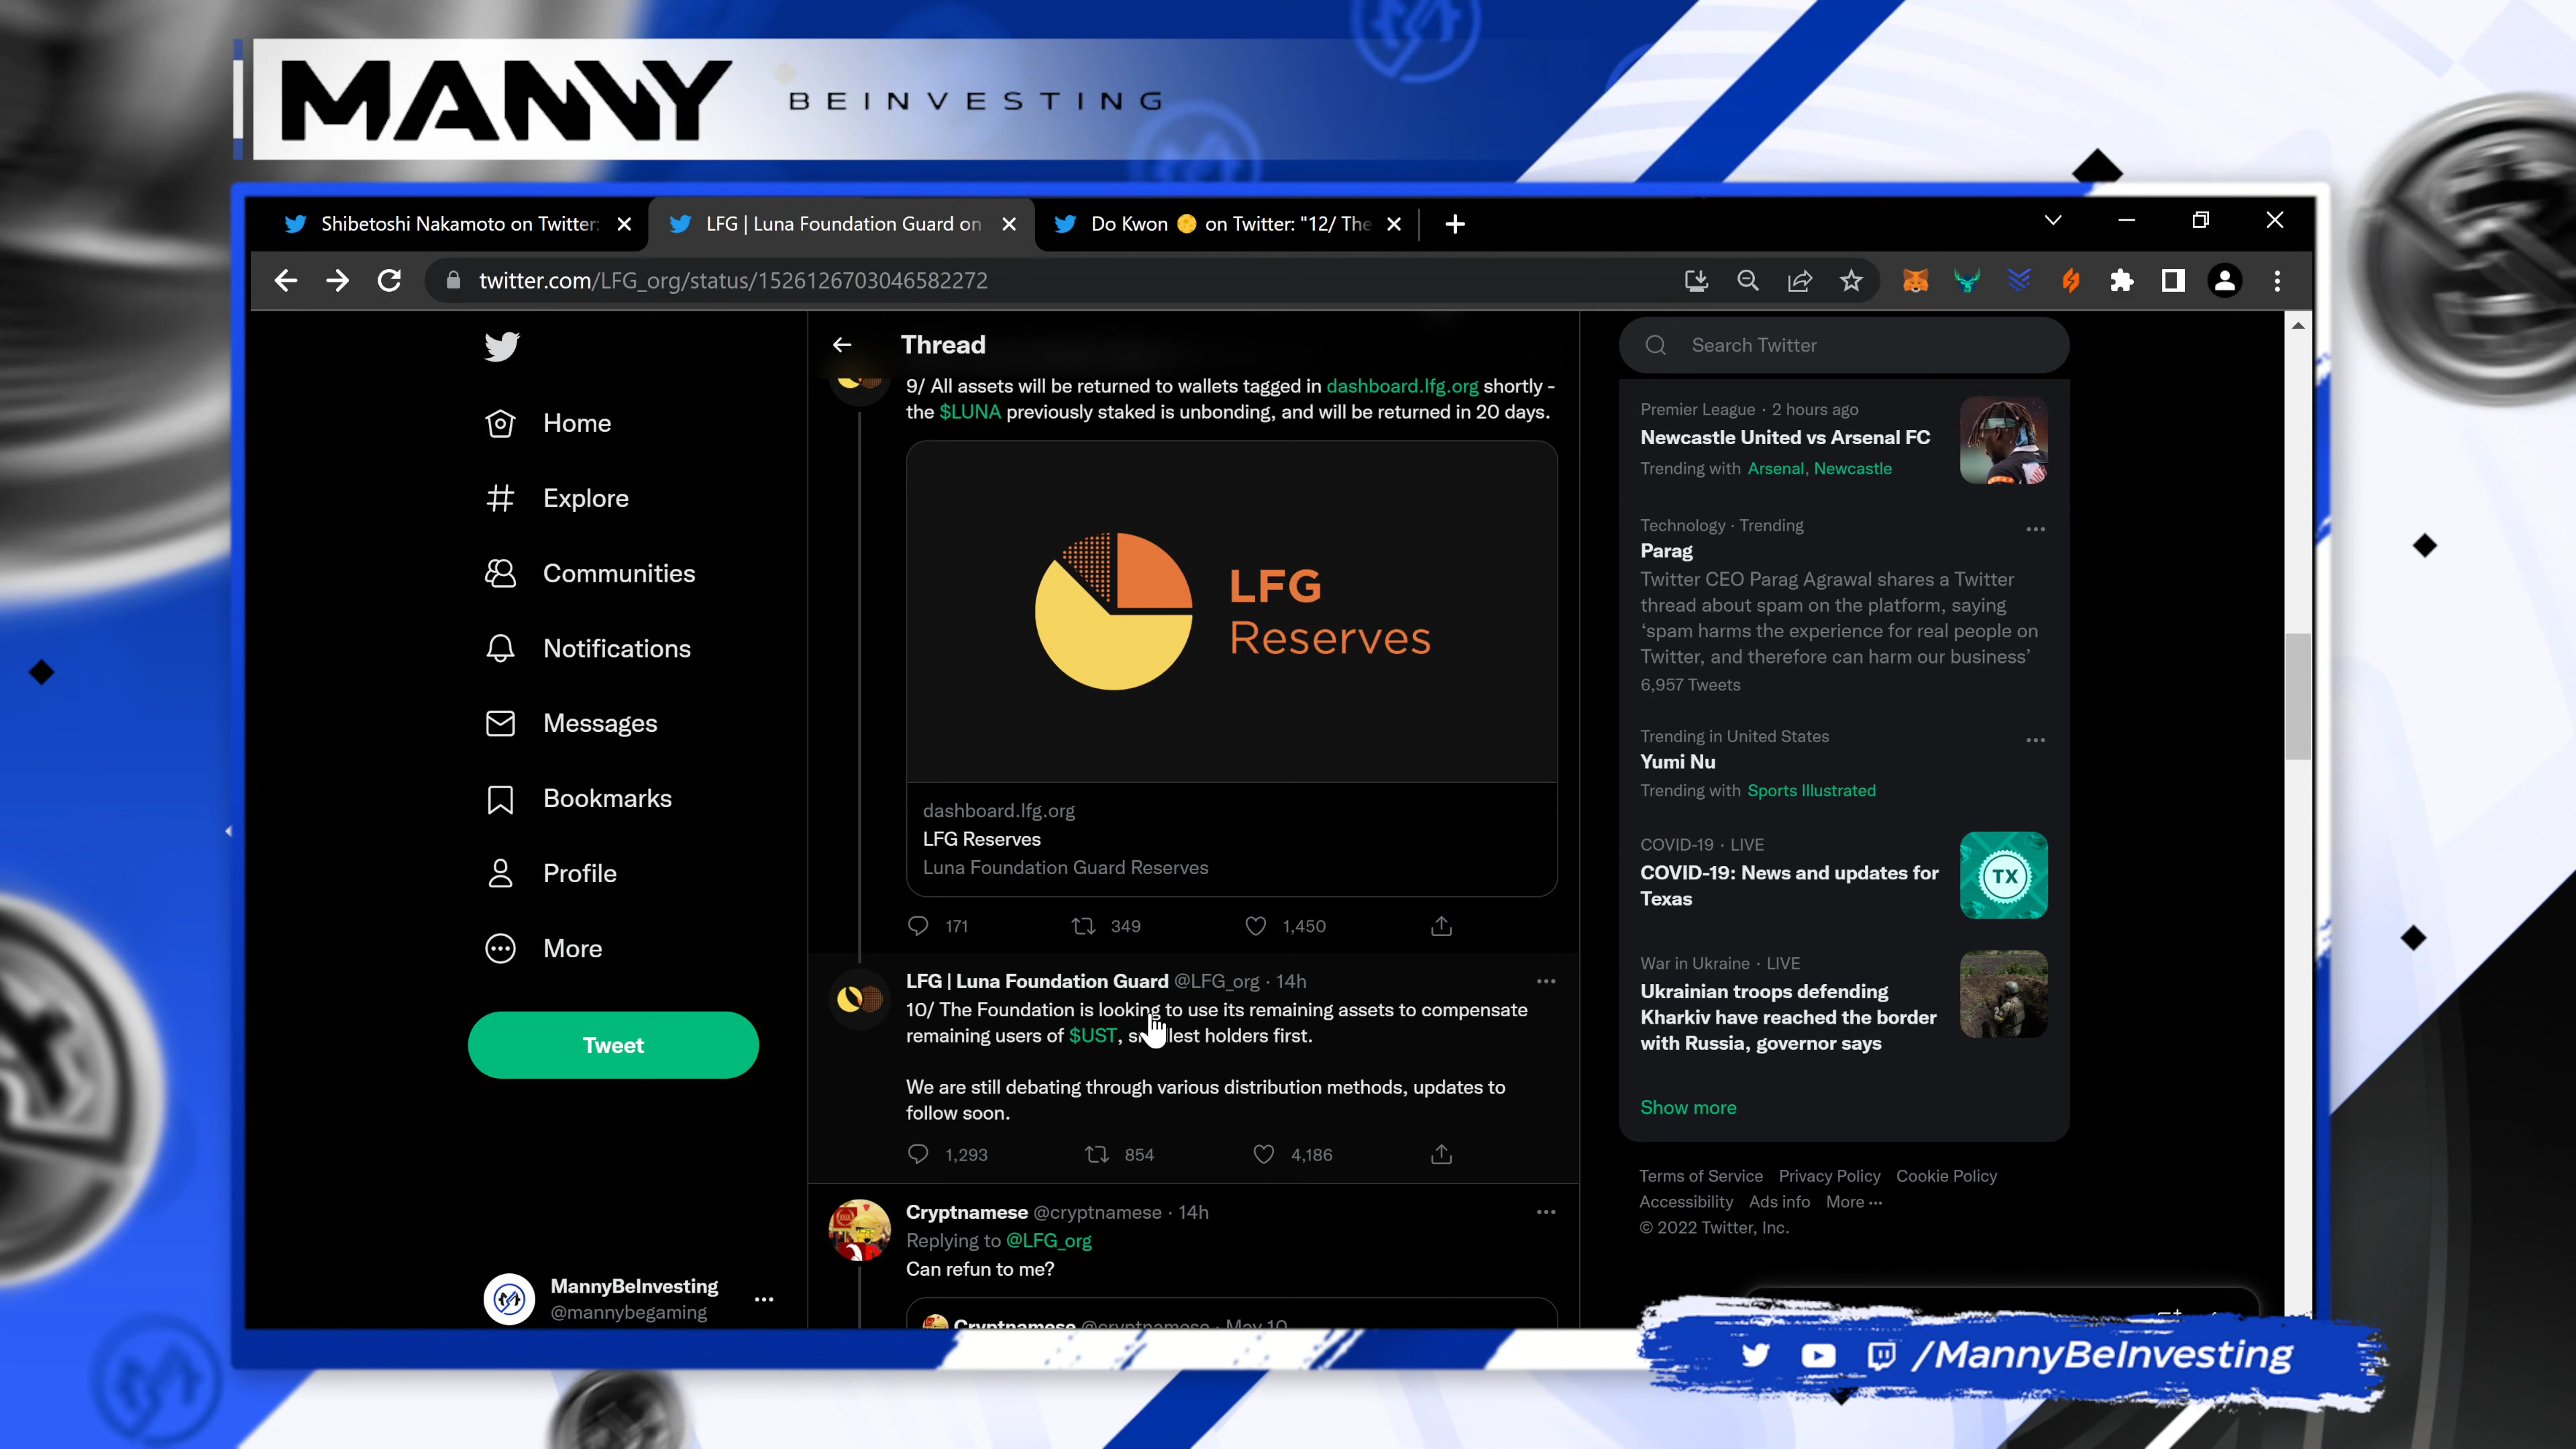 MANNY BEINVESTING
Shibetoshi Nakamoto on Twitter:
LFG | Luna Foundation Guard on
Do Kwon on Twitter: "12/ The
twitter.com/LFG_org/status/1526126703046582272
Home
Explore
Communities
Notifications
Messages
Bookmarks
Profile
More
Tweet
MannyBeInvesting
@mannybegaming
Thread
9/ All assets will be returned to wallets tagged in dashboard.lfg.org shortly -
the $LUNA previously staked is unbonding, and will be returned in 20 days.
LFG
Reserves
dashboard.lfg.org
LFG Reserves
Luna Foundation Guard Reserves
171 349 1,450
LFG | Luna Foundation Guard @LFG_org · 14h
10/ The Foundation is looking to use its remaining assets to compensate
remaining users of $UST, smallest holders first.
We are still debating through various distribution methods, updates to
follow soon.
1,293 854 4,186
Cryptnamese @cryptnamese · 14h
Replying to @LFG_org
Can refun to me?
Cryptnamese @cryptnamese · May 10
Search Twitter
Premier League · 2 hours ago
Newcastle United vs Arsenal FC
Trending with Arsenal, Newcastle
Technology · Trending
Parag
Twitter CEO Parag Agrawal shares a Twitter
thread about spam on the platform, saying
‘spam harms the experience for real people on
Twitter, and therefore can harm our business’
6,957 Tweets
Trending in United States
Yumi Nu
Trending with Sports Illustrated
COVID-19 · LIVE
COVID-19: News and updates for
Texas
TX
War in Ukraine · LIVE
Ukrainian troops defending
Kharkiv have reached the border
with Russia, governor says
Show more
Terms of Service Privacy Policy Cookie Policy
Accessibility Ads info More ···
© 2022 Twitter, Inc.
/MannyBeInvesting